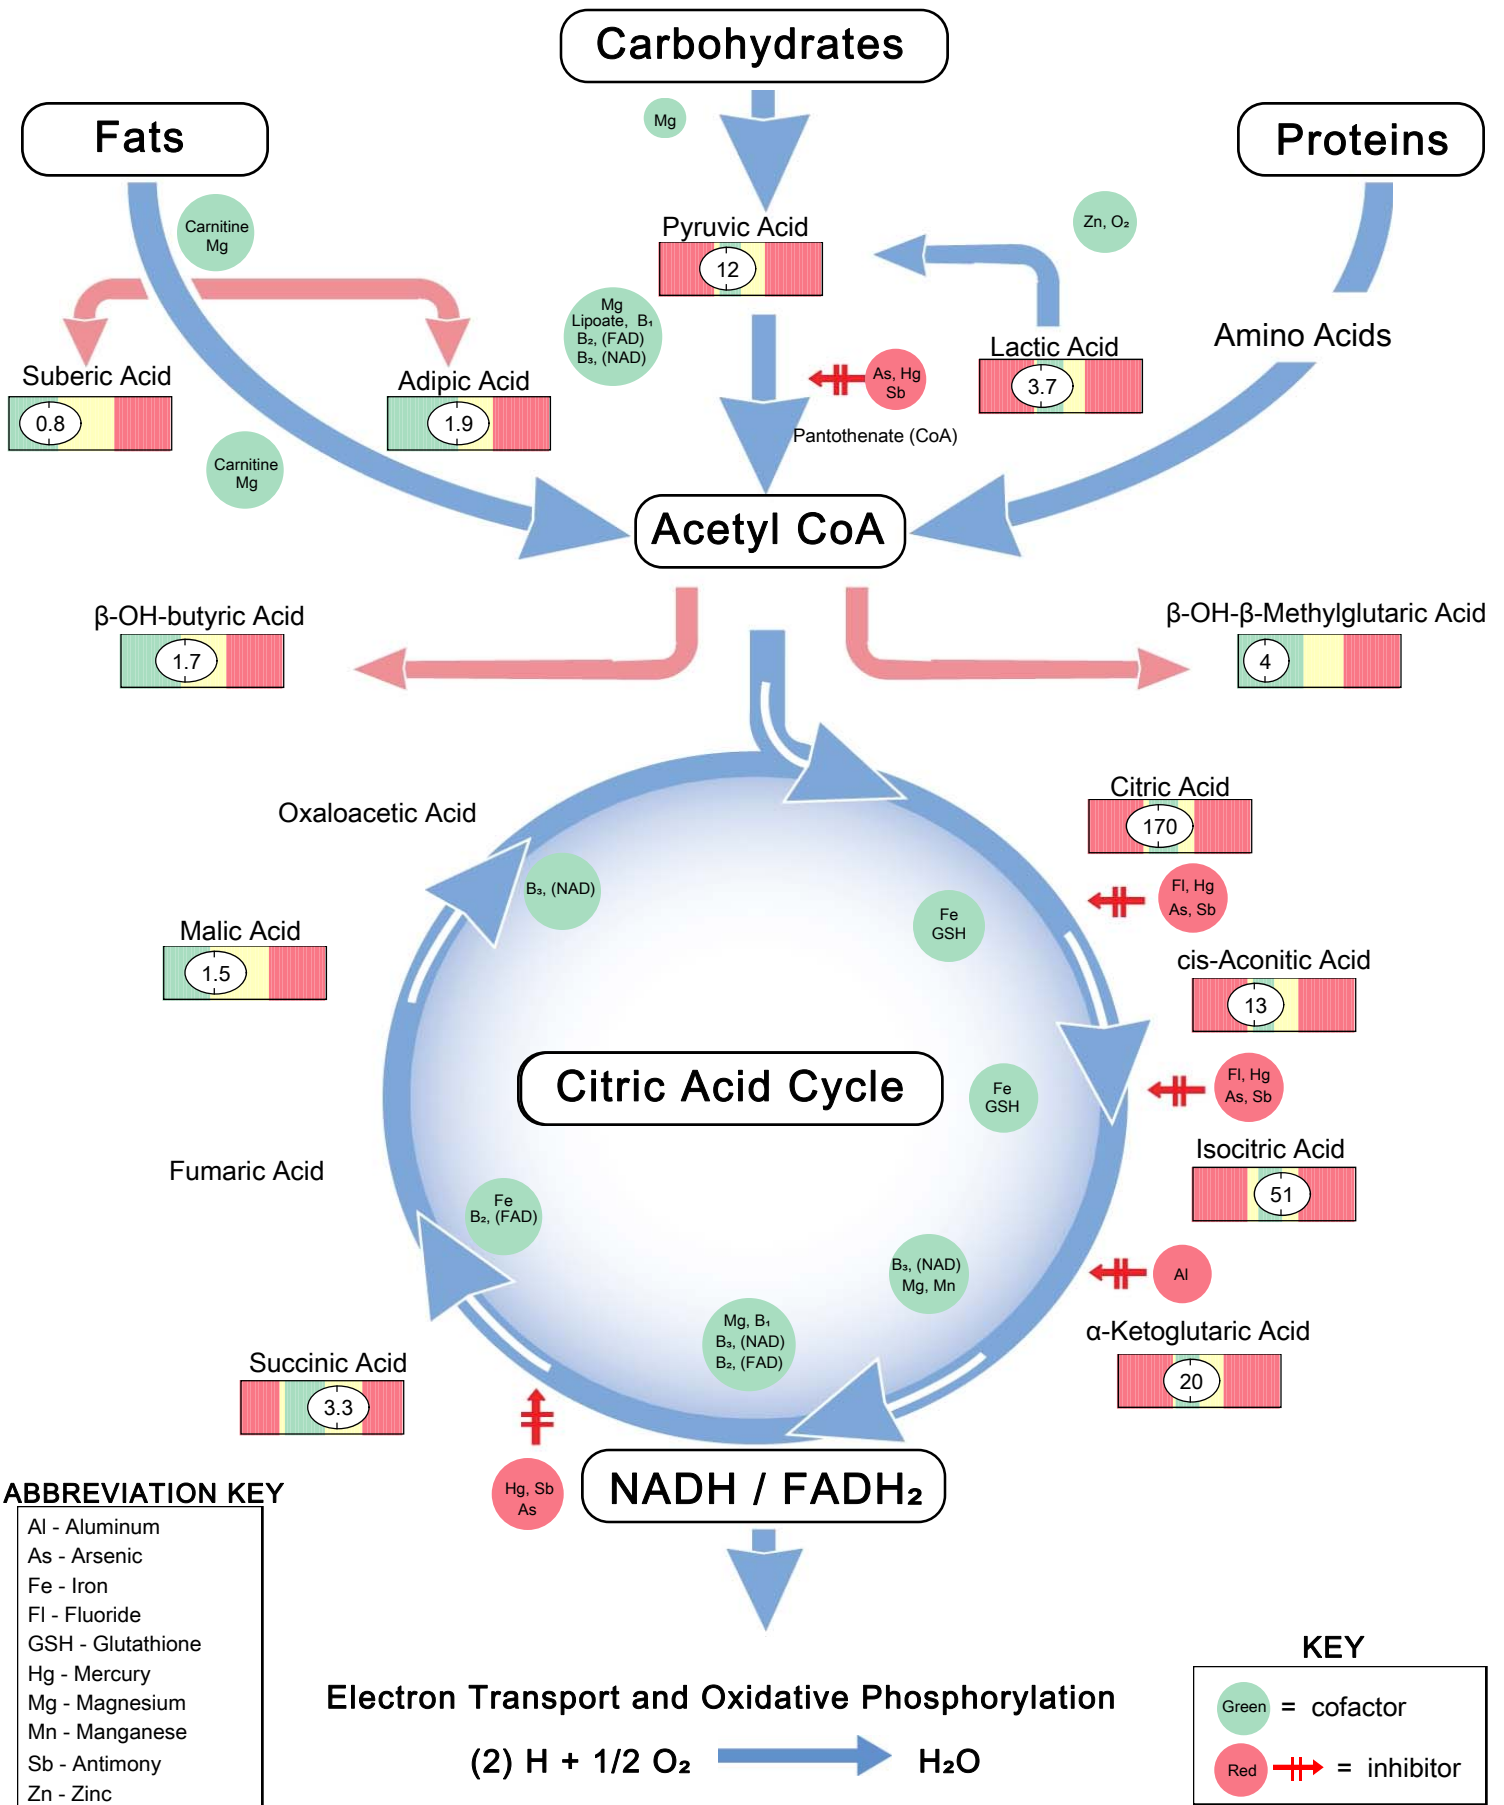 Carbohydrates
Fats
Proteins
Mg
Carnitine
Mg
Zn, O₂
Pyruvic Acid
12
Mg
Lipoate, B₁
B₂, (FAD)
B₃, (NAD)
Amino Acids
Lactic Acid
3.7
As, Hg
Sb
Suberic Acid
0.8
Adipic Acid
1.9
Pantothenate (CoA)
Carnitine
Mg
Acetyl CoA
β-OH-butyric Acid
1.7
β-OH-β-Methylglutaric Acid
4
Citric Acid
170
Oxaloacetic Acid
B₃, (NAD)
Fl, Hg
As, Sb
Fe
GSH
Malic Acid
1.5
cis-Aconitic Acid
13
Citric Acid Cycle
Fe
GSH
Fl, Hg
As, Sb
Isocitric Acid
51
Fumaric Acid
Fe
B₂, (FAD)
B₃, (NAD)
Mg, Mn
Al
Mg, B₁
B₃, (NAD)
B₂, (FAD)
α-Ketoglutaric Acid
20
Succinic Acid
3.3
Hg, Sb
As
NADH / FADH₂
ABBREVIATION KEY
Al - Aluminum
As - Arsenic
Fe - Iron
Fl - Fluoride
GSH - Glutathione
Hg - Mercury
Mg - Magnesium
Mn - Manganese
Sb - Antimony
Zn - Zinc
Electron Transport and Oxidative Phosphorylation
(2) H + 1/2 O₂ H₂O
KEY
Green = cofactor
Red = inhibitor